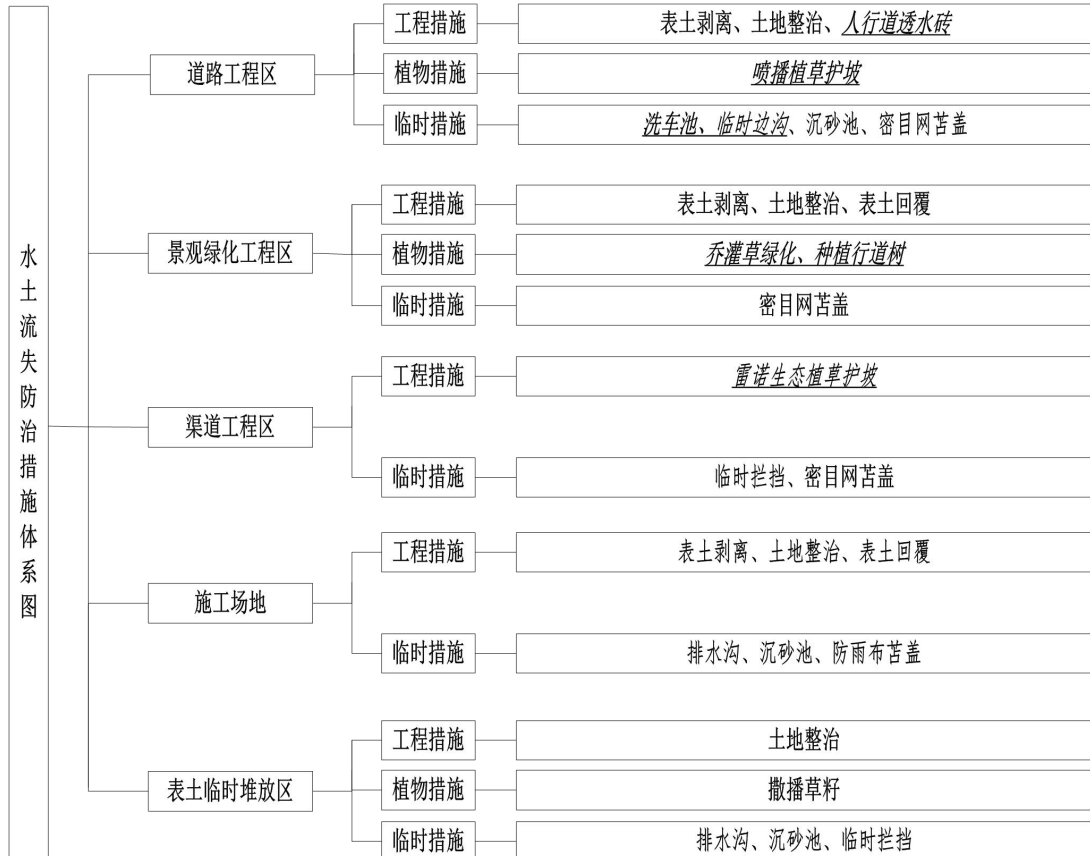 水土流失防治措施体系图
道路工程区
工程措施
表土剥离、土地整治、人行道透水砖
植物措施
喷播植草护坡
临时措施
洗车池、临时边沟、沉砂池、密目网苫盖
景观绿化工程区
工程措施
表土剥离、土地整治、表土回覆
植物措施
乔灌草绿化、种植行道树
临时措施
密目网苫盖
渠道工程区
工程措施
雷诺生态植草护坡
临时措施
临时拦挡、密目网苫盖
施工场地
工程措施
表土剥离、土地整治、表土回覆
临时措施
排水沟、沉砂池、防雨布苫盖
表土临时堆放区
工程措施
土地整治
植物措施
撒播草籽
临时措施
排水沟、沉砂池、临时拦挡